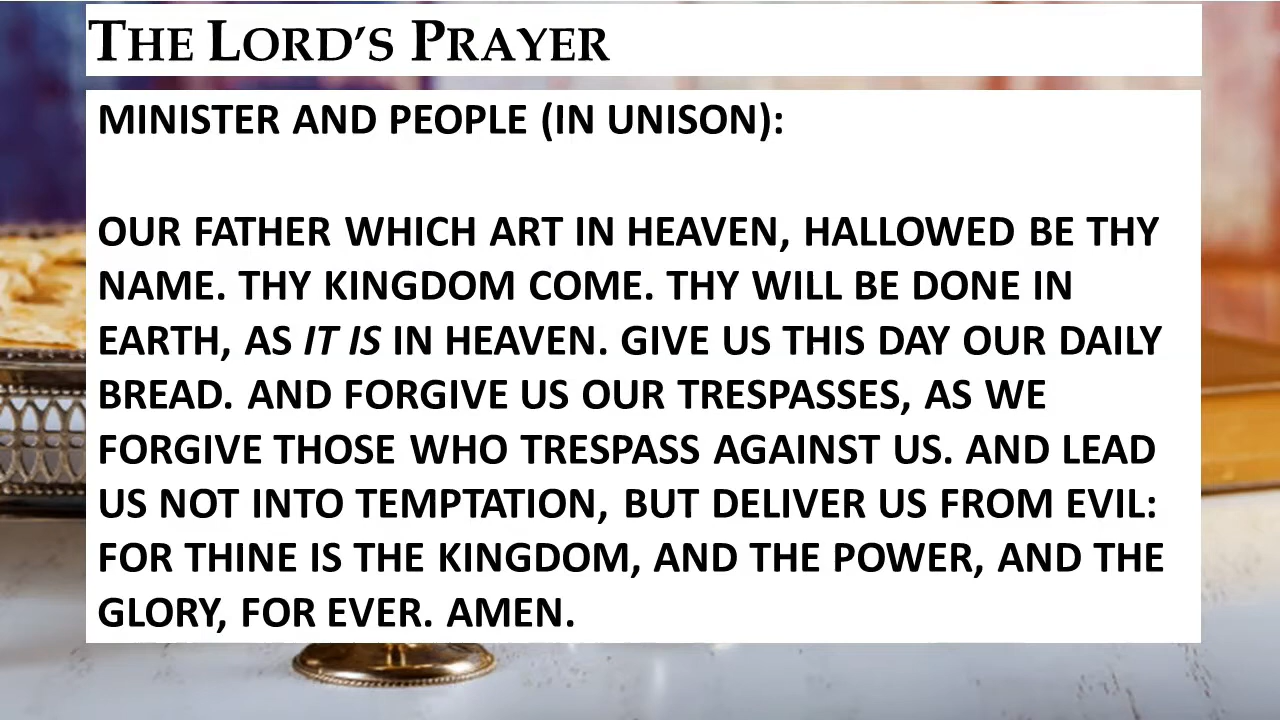 THE LORD’S PRAYER
MINISTER AND PEOPLE (IN UNISON):
OUR FATHER WHICH ART IN HEAVEN, HALLOWED BE THY
NAME. THY KINGDOM COME. THY WILL BE DONE IN
EARTH, AS IT IS IN HEAVEN. GIVE US THIS DAY OUR DAILY
BREAD. AND FORGIVE US OUR TRESPASSES, AS WE
FORGIVE THOSE WHO TRESPASS AGAINST US. AND LEAD
US NOT INTO TEMPTATION, BUT DELIVER US FROM EVIL:
FOR THINE IS THE KINGDOM, AND THE POWER, AND THE
GLORY, FOR EVER. AMEN.